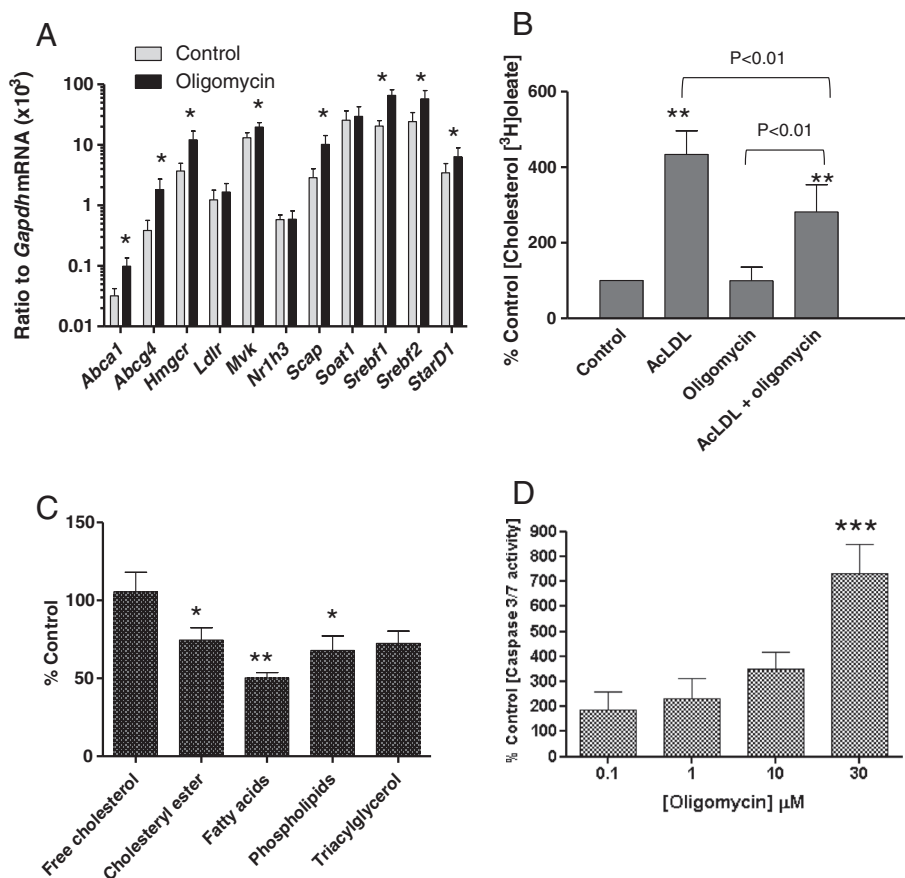 A
Control
Oligomycin
Ratio to Gapdh mRNA (x10³)
100
10
1
0.1
0.01
*
*
*
*
*
*
*
*
Abca1
Abcg4
Hmgcr
Ldlr
Mvk
Nr1h3
Scap
Soat1
Srebf1
Srebf2
StarD1
B
% Control [Cholesterol [³H]oleate]
600
400
200
0
P<0.01
P<0.01
**
**
Control
AcLDL
Oligomycin
AcLDL + oligomycin
C
% Control
150
100
50
0
*
**
*
Free cholesterol
Cholesteryl ester
Fatty acids
Phospholipids
Triacylglycerol
D
% Control [Caspase 3/7 activity]
900
800
700
600
500
400
300
200
100
0
***
0.1
1
10
30
[Oligomycin] μM